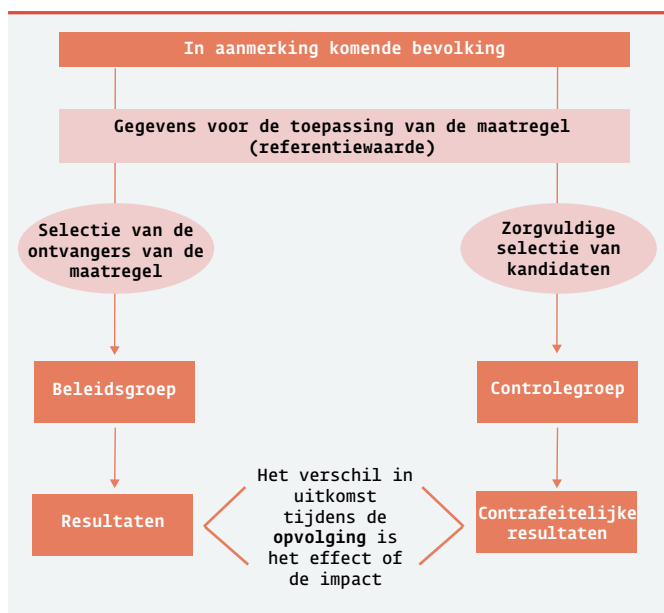 In aanmerking komende bevolking
Gegevens voor de toepassing van de maatregel
(referentiewaarde)
Selectie van de
ontvangers van de
maatregel
Zorgvuldige
selectie van
kandidaten
Beleidsgroep
Controlegroep
Resultaten
Het verschil in
uitkomst
tijdens de
opvolging is
het effect of
de impact
Contrafeitelijke
resultaten